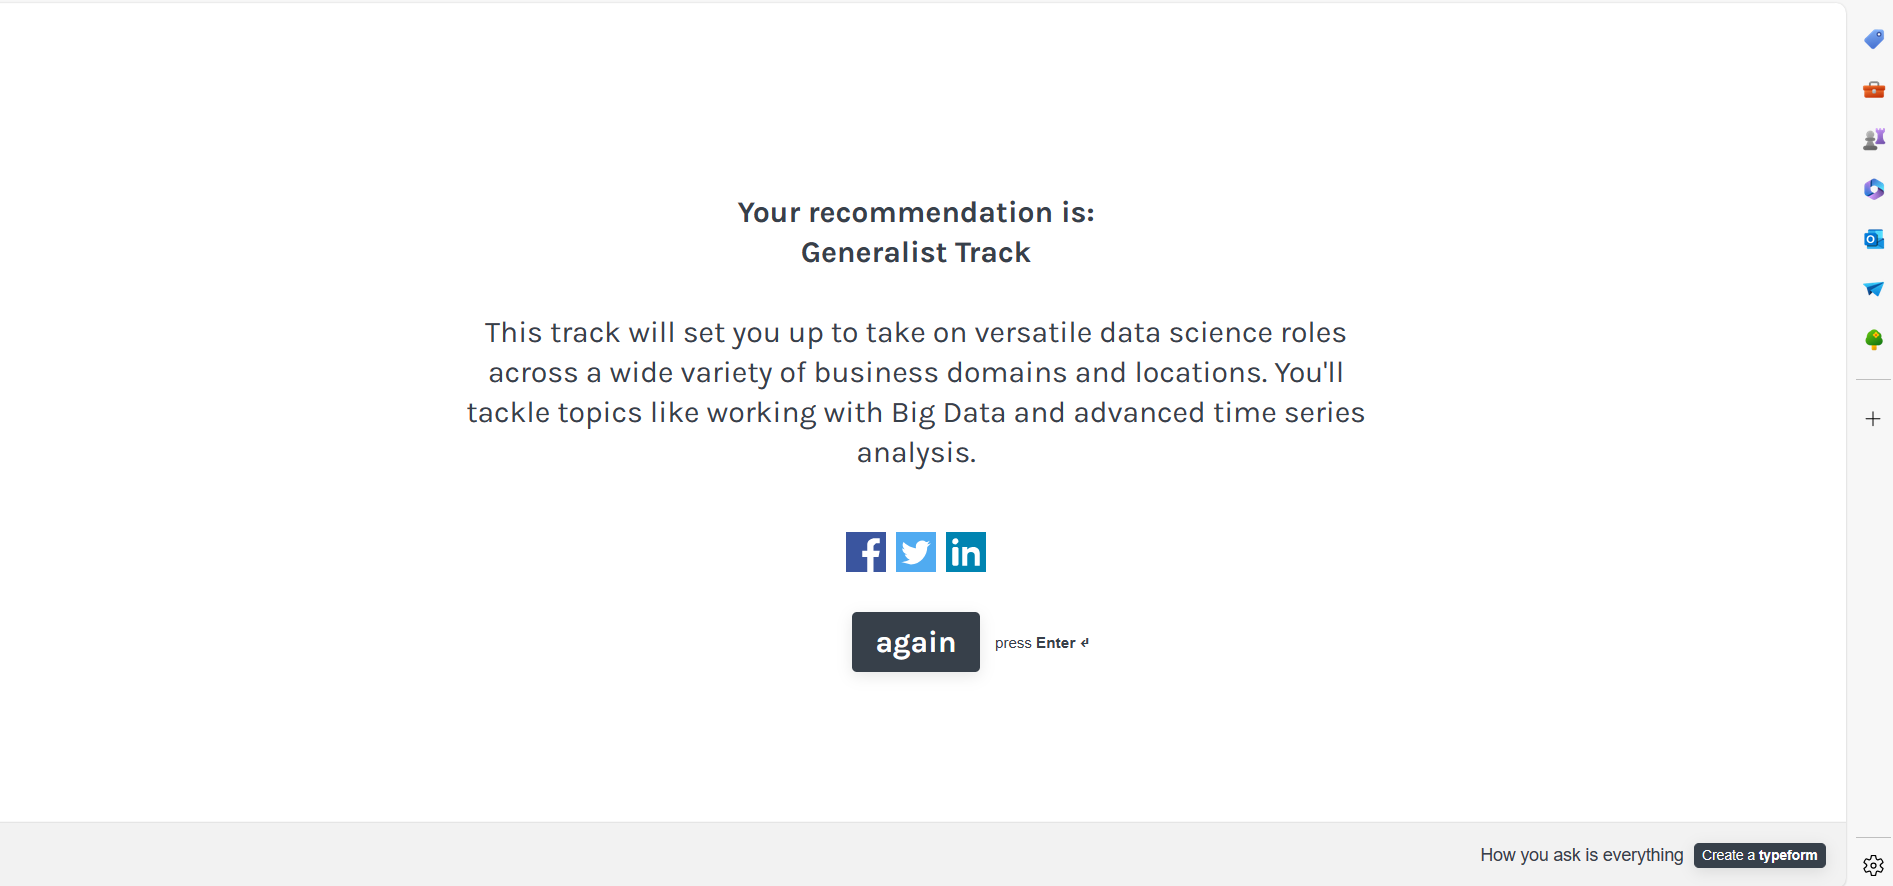 Your recommendation is:
Generalist Track
This track will set you up to take on versatile data science roles
across a wide variety of business domains and locations. You'll
tackle topics like working with Big Data and advanced time series
analysis.
again
press Enter ↵
How you ask is everything
Create a typeform